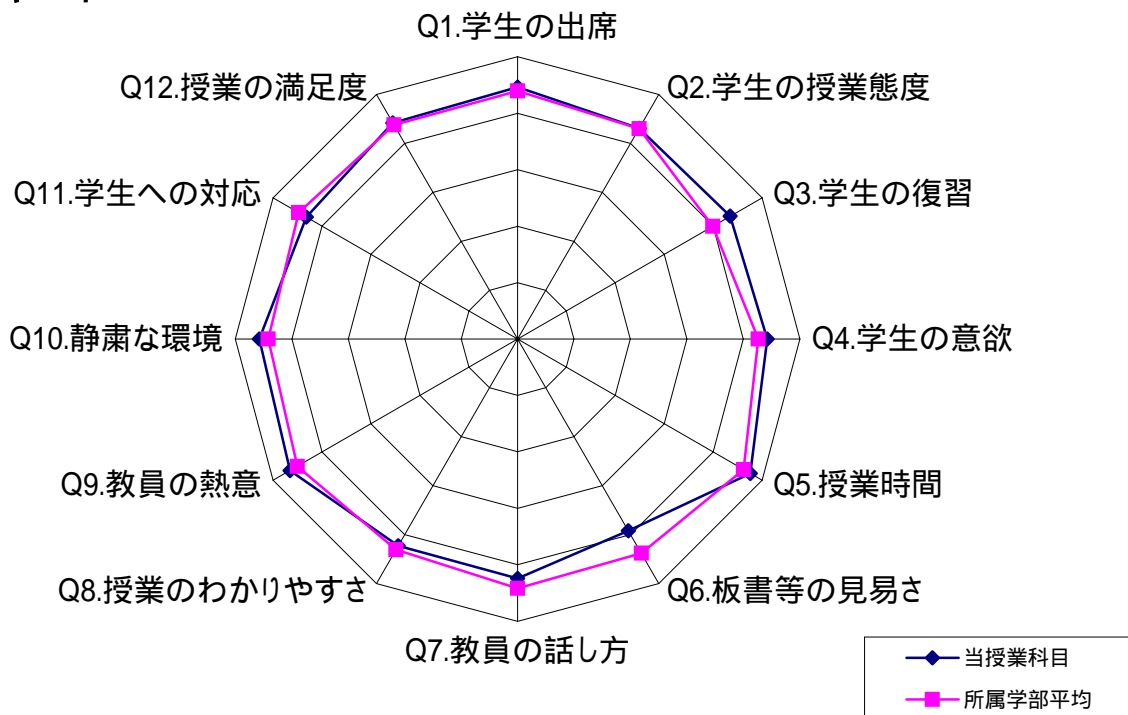 Q1.学生の出席
Q2.学生の授業態度
Q3.学生の復習
Q4.学生の意欲
Q5.授業時間
Q6.板書等の見易さ
Q7.教員の話し方
Q8.授業のわかりやすさ
Q9.教員の熱意
Q10.静粛な環境
Q11.学生への対応
Q12.授業の満足度
当授業科目
所属学部平均